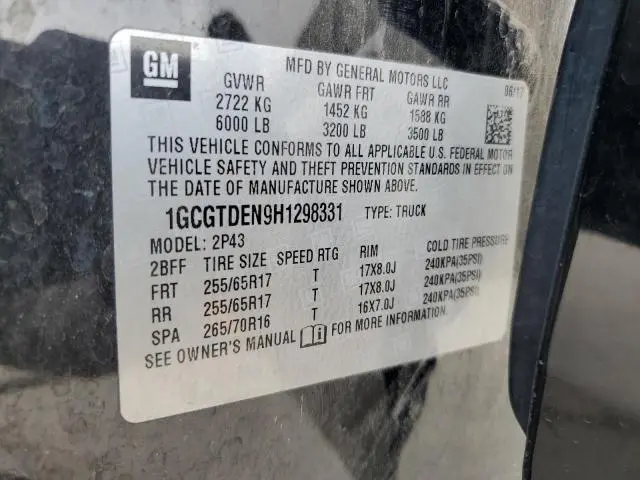 GM
MFD BY GENERAL MOTORS LLC 06/17
GVWR GAWR FRT GAWR RR
2722 KG 1452 KG 1588 KG
6000 LB 3200 LB 3500 LB
THIS VEHICLE CONFORMS TO ALL APPLICABLE U.S. FEDERAL MOTOR
VEHICLE SAFETY AND THEFT PREVENTION STANDARDS IN EFFECT ON
THE DATE OF MANUFACTURE SHOWN ABOVE.
1GCGTDEN9H1298331 TYPE: TRUCK
MODEL: 2P43
2BFF TIRE SIZE SPEED RTG RIM COLD TIRE PRESSURE
FRT 255/65R17 T 17X8.0J 240KPA(35PSI)
RR 255/65R17 T 17X8.0J 240KPA(35PSI)
SPA 265/70R16 T 16X7.0J 240KPA(35PSI)
SEE OWNER'S MANUAL FOR MORE INFORMATION.